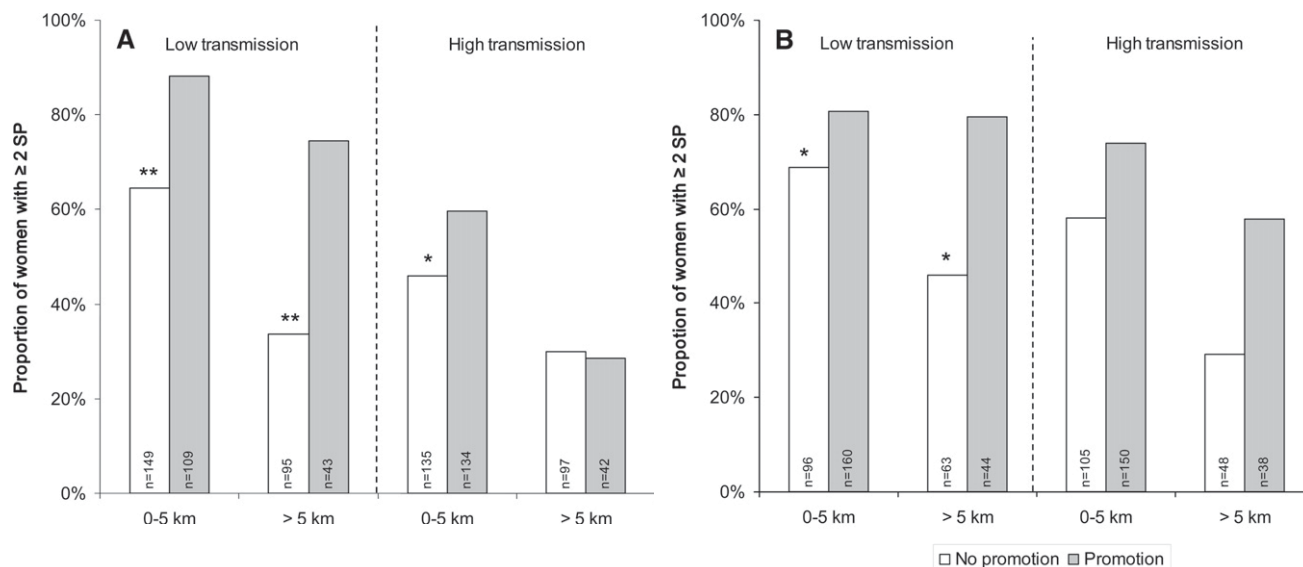 A
Low transmission
High transmission
Proportion of women with ≥ 2 SP
100%
80%
60%
40%
20%
0%
**
**
*
n=149
n=109
n=95
n=43
n=135
n=134
n=97
n=42
0-5 km
> 5 km
0-5 km
> 5 km
B
Low transmission
High transmission
Propotion of women with ≥ 2 SP
100%
80%
60%
40%
20%
0%
*
*
n=96
n=160
n=63
n=44
n=105
n=150
n=48
n=38
0-5 km
> 5 km
0-5 km
> 5 km
No promotion
Promotion